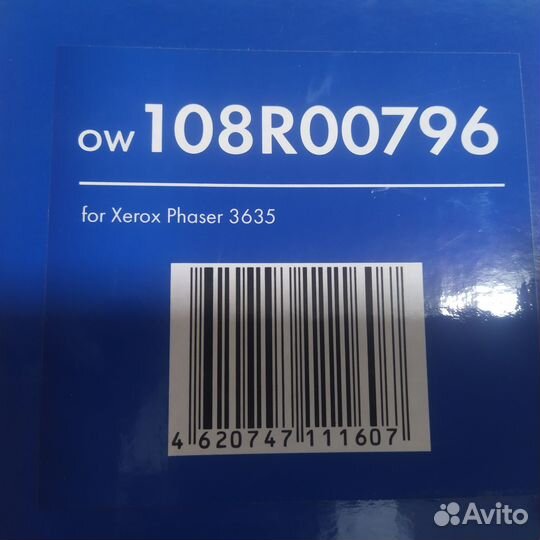 ow 108R00796
for Xerox Phaser 3635
4 620747 111607
Avito